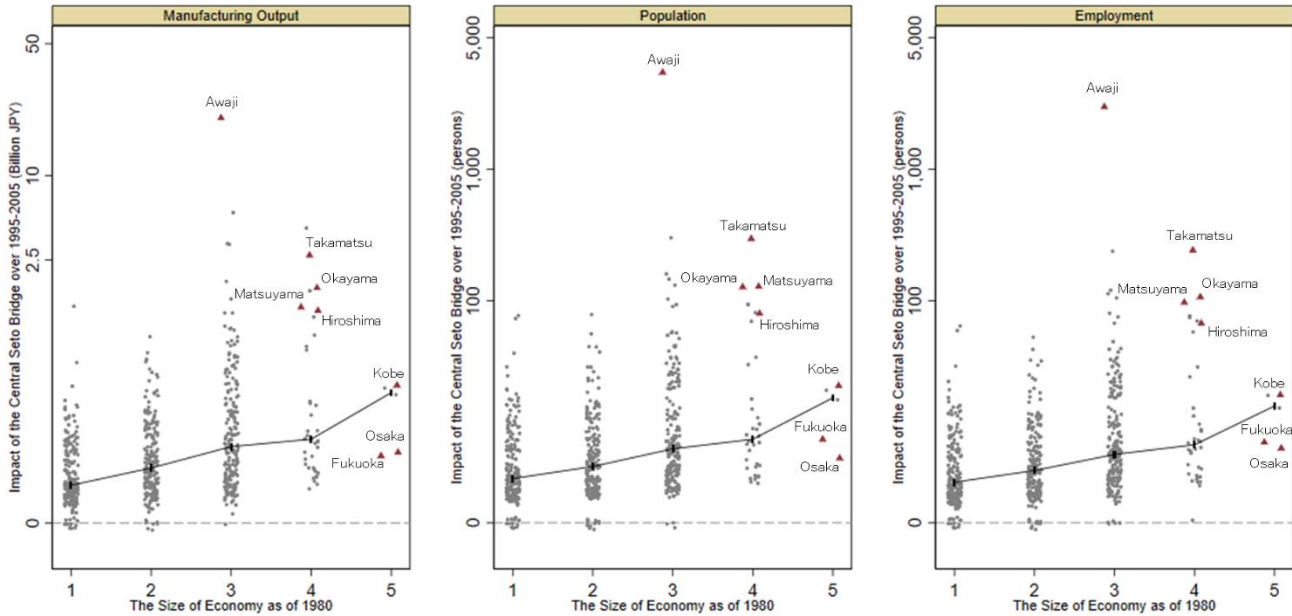 Manufacturing Output
Impact of the Central Seto Bridge over 1995-2005 (Billion JPY)
50
10
2.5
0
Awaji
Takamatsu
Okayama
Matsuyama
Hiroshima
Kobe
Osaka
Fukuoka
1 2 3 4 5
The Size of Economy as of 1980
Population
Impact of the Central Seto Bridge over 1995-2005 (persons)
5,000
1,000
100
0
Awaji
Takamatsu
Okayama Matsuyama
Hiroshima
Kobe
Fukuoka
Osaka
1 2 3 4 5
The Size of Economy as of 1980
Employment
Impact of the Central Seto Bridge over 1995-2005 (persons)
5,000
1,000
100
0
Awaji
Takamatsu
Okayama
Matsuyama
Hiroshima
Kobe
Fukuoka
Osaka
1 2 3 4 5
The Size of Economy as of 1980